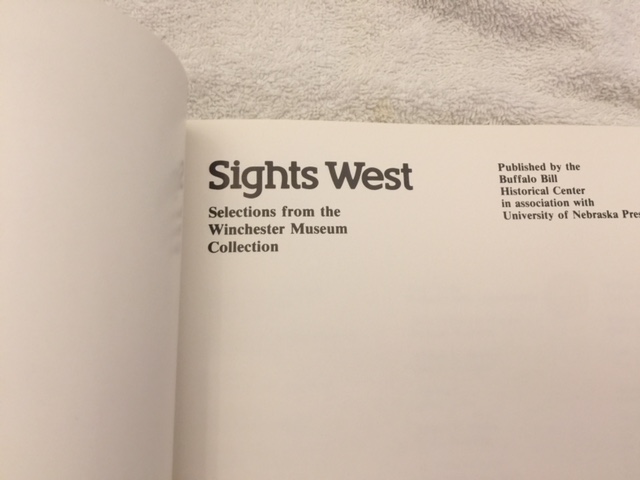 Sights West
Selections from the
Winchester Museum
Collection
Published by the
Buffalo Bill
Historical Center
in association with
University of Nebraska Pres